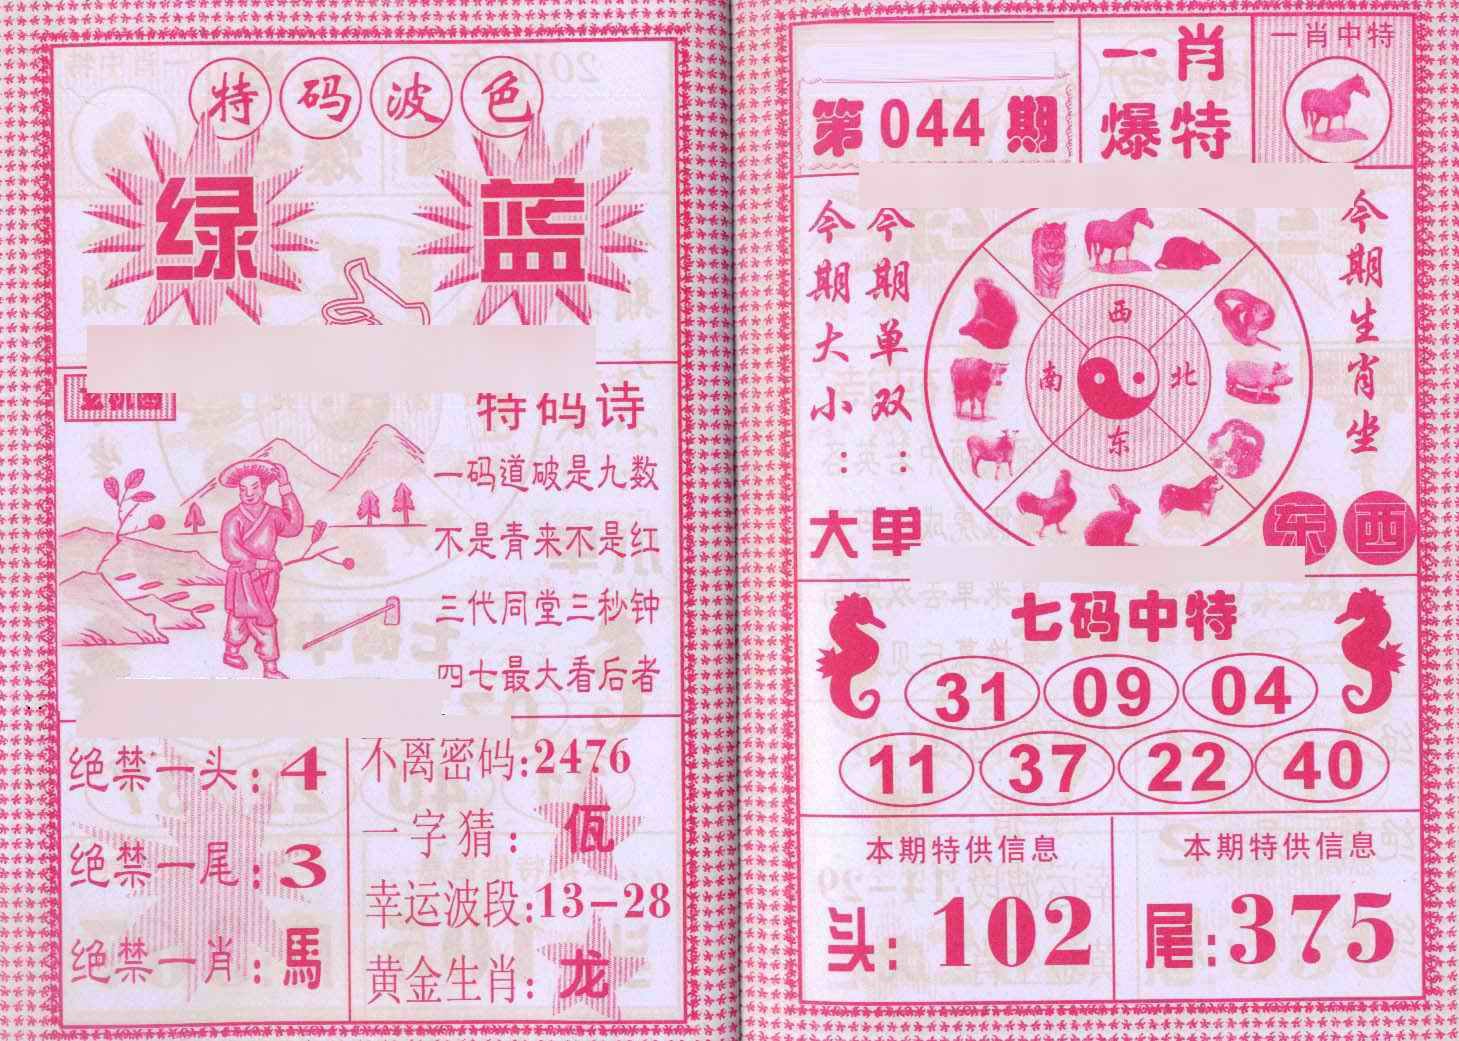 特码波色
绿 蓝
特码诗
一码道破是九数
不是青来不是红
三代同堂三秒钟
四七最大看后者
绝禁一头:4
绝禁一尾:3
绝禁一肖:馬
不离密码:2476
一字猜:佤
幸运波段:13-28
黄金生肖:龙
第044期
一肖
爆特
一肖中特
今期大小:大
今期单双:单
西
南
北
东
今期生肖坐
东西
七码中特
31 09 04
11 37 22 40
本期特供信息
头:102
本期特供信息
尾:375